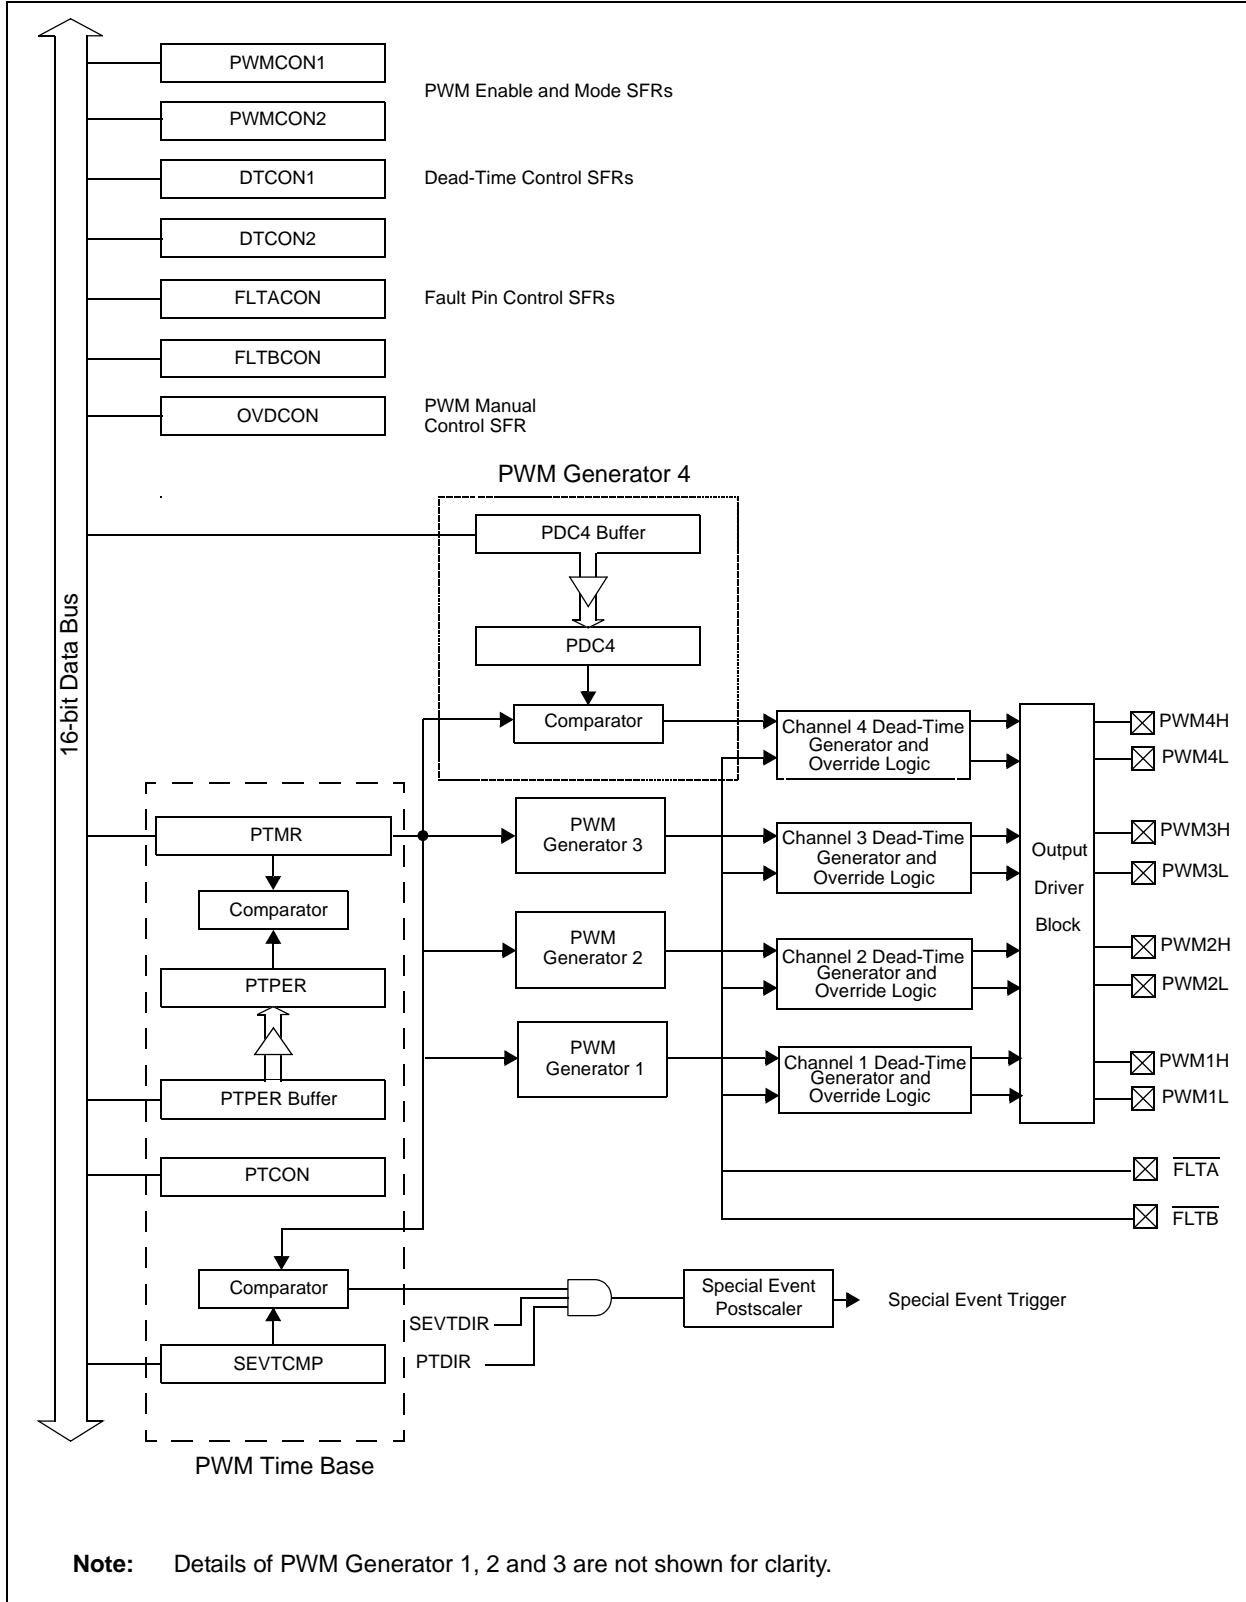 PWMCON1
PWM Enable and Mode SFRs
PWMCON2
DTCON1
Dead-Time Control SFRs
DTCON2
FLTACON
Fault Pin Control SFRs
FLTBCON
OVDCON
PWM Manual
Control SFR
PWM Generator 4
PDC4 Buffer
PDC4
Comparator
16-bit Data Bus
Channel 4 Dead-Time
Generator and
Override Logic
PWM4H
PWM4L
PTMR
Comparator
PTPER
PTPER Buffer
PTCON
Comparator
SEVTCMP
PWM Time Base
PWM
Generator 3
Channel 3 Dead-Time
Generator and
Override Logic
PWM3H
PWM3L
Output
Driver
Block
PWM
Generator 2
Channel 2 Dead-Time
Generator and
Override Logic
PWM2H
PWM2L
PWM
Generator 1
Channel 1 Dead-Time
Generator and
Override Logic
PWM1H
PWM1L
FLTA
FLTB
SEVTDIR
PTDIR
Special Event
Postscaler
Special Event Trigger
Note: Details of PWM Generator 1, 2 and 3 are not shown for clarity.